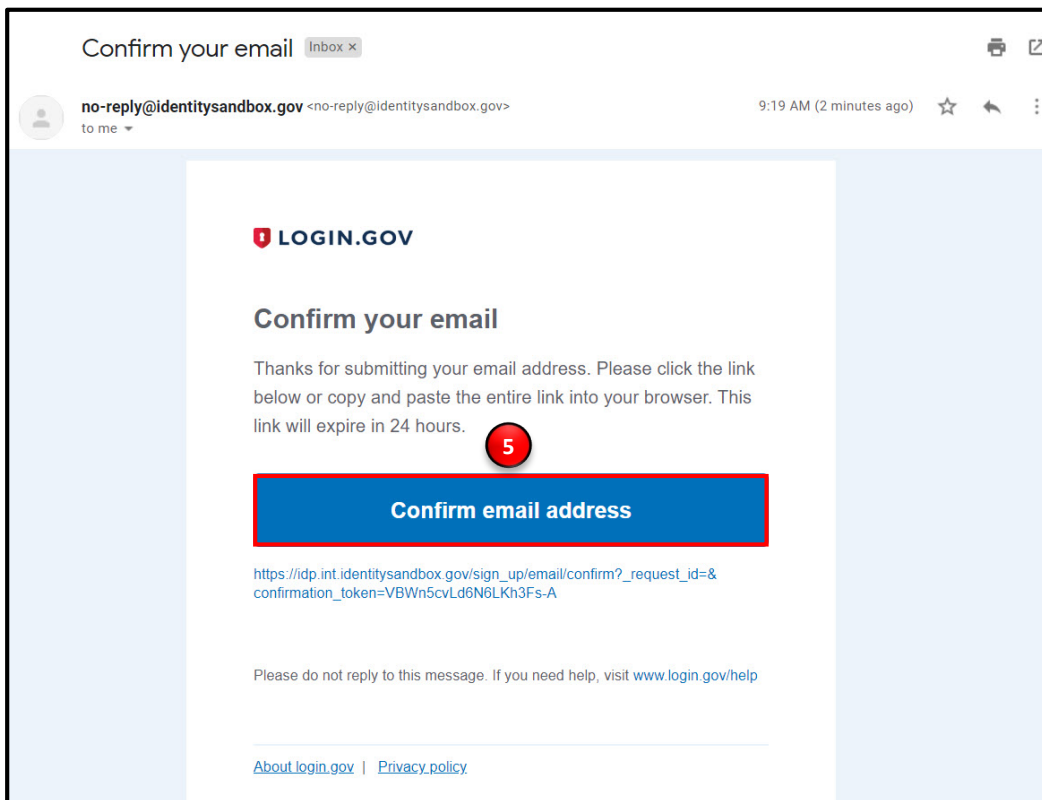 Confirm your email Inbox ×
no-reply@identitysandbox.gov <no-reply@identitysandbox.gov> 9:19 AM (2 minutes ago)
to me
LOGIN.GOV
Confirm your email
Thanks for submitting your email address. Please click the link
below or copy and paste the entire link into your browser. This
link will expire in 24 hours.
5
Confirm email address
https://idp.int.identitysandbox.gov/sign_up/email/confirm?_request_id=&
confirmation_token=VBWn5cvLd6N6LKh3Fs-A
Please do not reply to this message. If you need help, visit www.login.gov/help
About login.gov | Privacy policy